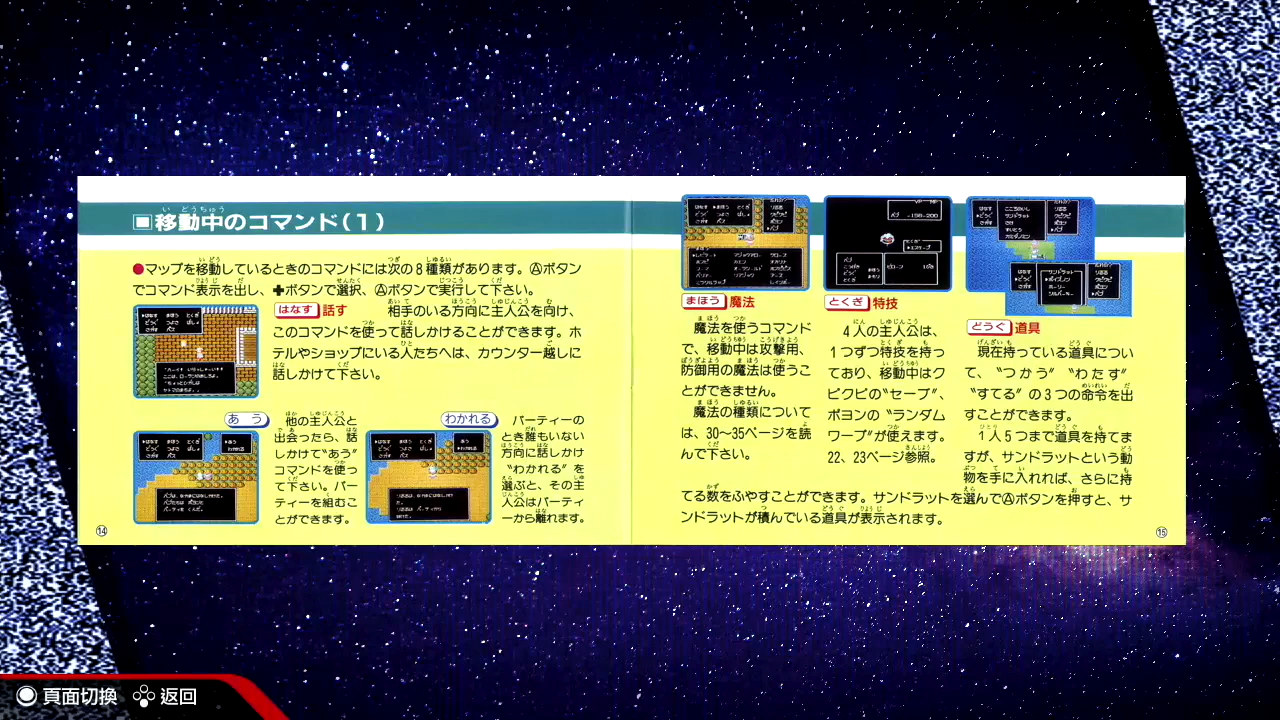 ■移動中のコマンド(1)
●マップを移動しているときのコマンドには次の8種類があります。Ⓐボタン
でコマンド表示を出し、✚ボタンで選択、Ⓐボタンで実行して下さい。
はなす 話す 相手のいる方向に主人公を向け、
このコマンドを使って話しかけることができます。ホ
テルやショップにいる人たちへは、カウンター越しに
話しかけて下さい。
あう 他の主人公と
出会ったら、話
しかけて“あう”
コマンドを使っ
て下さい。パー
ティーを組むこ
とができます。
わかれる パーティーの
とき誰もいない
方向に話しかけ
“わかれる”を
選ぶと、その主
人公はパーティ
ーから離れます。
⑭
まほう 魔法
魔法を使うコマンド
で、移動中は攻撃用、
防御用の魔法は使うこ
とができません。
魔法の種類について
は、30〜35ページを読
んで下さい。
とくぎ 特技
4人の主人公は、
1つずつ特技を持っ
ており、移動中はク
ピクピの“セーブ”、
ポヨンの“ランダム
ワープ”が使えます。
22、23ページ参照。
どうぐ 道具
現在持っている道具につい
て、“つかう”“わたす”
“すてる”の3つの命令を出
すことができます。
1人5つまで道具を持てま
すが、サンドラットという動
物を手に入れれば、さらに持
てる数をふやすことができます。サンドラットを選んでⒶボタンを押すと、サ
ンドラットが積んでいる道具が表示されます。
⑮
頁面切換 返回